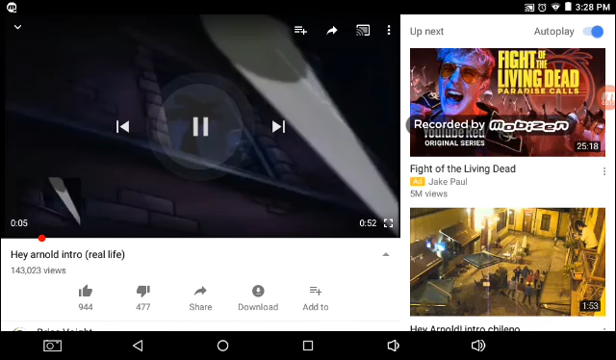 3:28 PM
Up next
Autoplay
FIGHT OF THE
LIVING DEAD
PARADISE CALLS
Recorded by MOBIZEN
YouTube Red
ORIGINAL SERIES
25:18
Fight of the Living Dead
Ad Jake Paul
5M views
0:05
0:52
Hey arnold intro (real life)
143,023 views
944
477
Share
Download
Add to
1:53
Hey Arnold! intro chileno